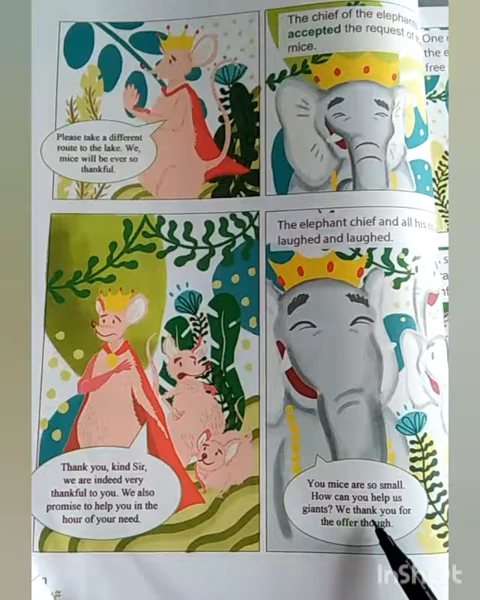 Please take a different
route to the lake. We,
mice will be ever so
thankful.
The chief of the elephants
accepted the request of
mice.
One
the e
free
Thank you, kind Sir,
we are indeed very
thankful to you. We also
promise to help you in the
hour of your need.
The elephant chief and all his
laughed and laughed.
You mice are so small.
How can you help us
giants? We thank you for
the offer though.
InShot